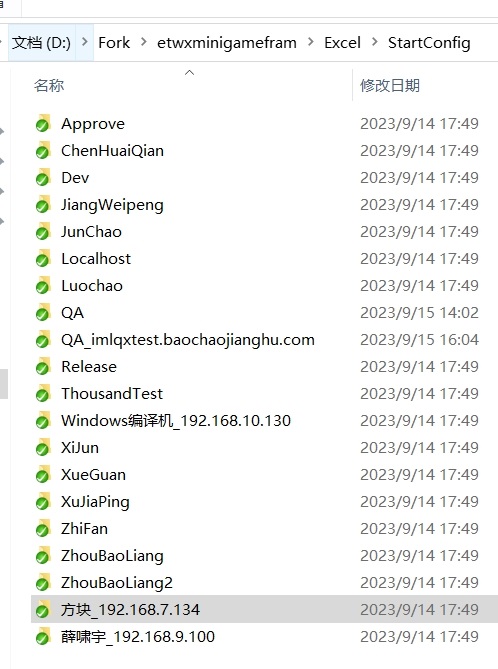 文档 (D:) > Fork > etwxminigamefram > Excel > StartConfig
名称 修改日期
Approve 2023/9/14 17:49
ChenHuaiQian 2023/9/14 17:49
Dev 2023/9/14 17:49
JiangWeipeng 2023/9/14 17:49
JunChao 2023/9/14 17:49
Localhost 2023/9/14 17:49
Luochao 2023/9/14 17:49
QA 2023/9/15 14:02
QA_imlqxtest.baochaojianghu.com 2023/9/15 16:04
Release 2023/9/14 17:49
ThousandTest 2023/9/14 17:49
Windows编译机_192.168.10.130 2023/9/14 17:49
XiJun 2023/9/14 17:49
XueGuan 2023/9/14 17:49
XuJiaPing 2023/9/14 17:49
ZhiFan 2023/9/14 17:49
ZhouBaoLiang 2023/9/14 17:49
ZhouBaoLiang2 2023/9/14 17:49
方块_192.168.7.134 2023/9/14 17:49
薛啸宇_192.168.9.100 2023/9/14 17:49